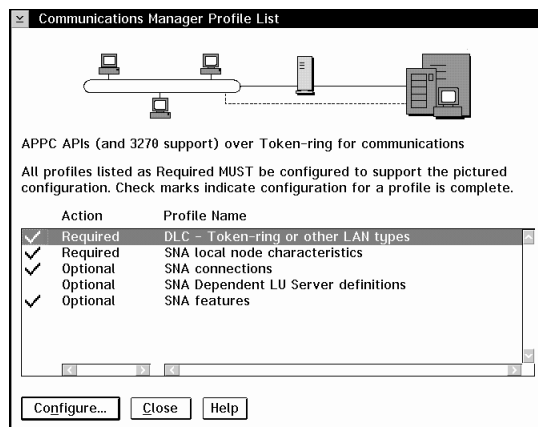 Communications Manager Profile List
APPC APIs (and 3270 support) over Token-ring for communications
All profiles listed as Required MUST be configured to support the pictured
configuration. Check marks indicate configuration for a profile is complete.
Action Profile Name
Required DLC - Token-ring or other LAN types
Required SNA local node characteristics
Optional SNA connections
Optional SNA Dependent LU Server definitions
Optional SNA features
Configure... Close Help